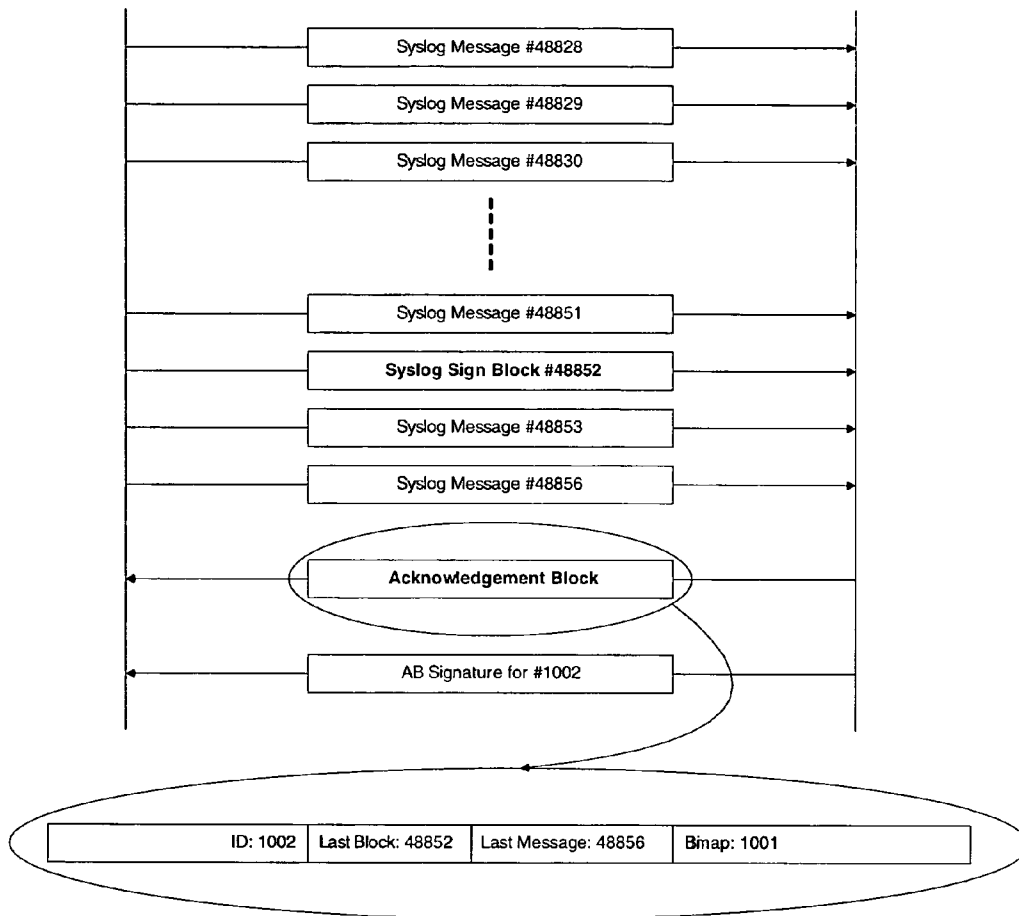 Syslog Message #48828
Syslog Message #48829
Syslog Message #48830
Syslog Message #48851
Syslog Sign Block #48852
Syslog Message #48853
Syslog Message #48856
Acknowledgement Block
AB Signature for #1002
ID: 1002 Last Block: 48852 Last Message: 48856 Bimap: 1001